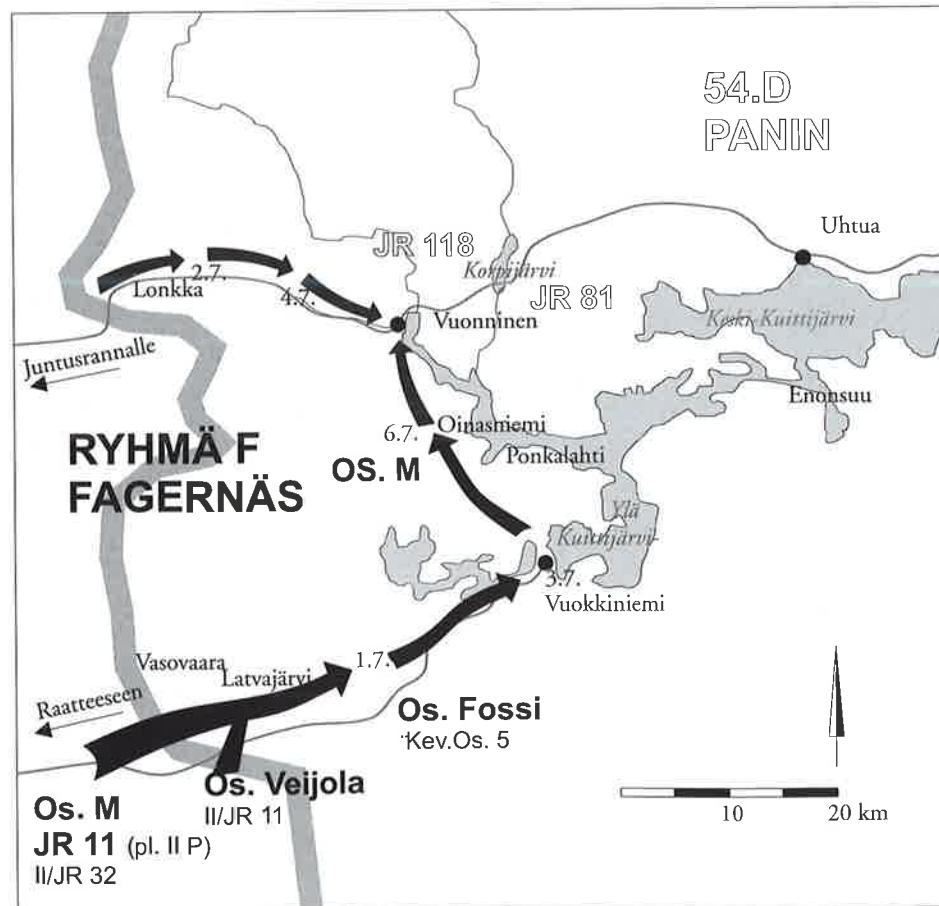 54.D
PANIN
Uhtua
JR 118
Korpijärvi
JR 81
Keski-Kuittijärvi
2.7.
Lonkka
4.7.
Vuonninen
Juntusrannalle
Enonsuu
6.7.
Oinasniemi
RYHMÄ F
FAGERNÄS
OS. M
Ponkalahti
Ylä
Kuittijärvi-
3.7.
Vuokkiniemi
1.7.
Vasovaara
Latvajärvi
Raatteeseen
Os. Fossi
Kev.Os. 5
Os. Veijola
II/JR 11
Os. M
JR 11 (pl. II P)
II/JR 32
10
20 km